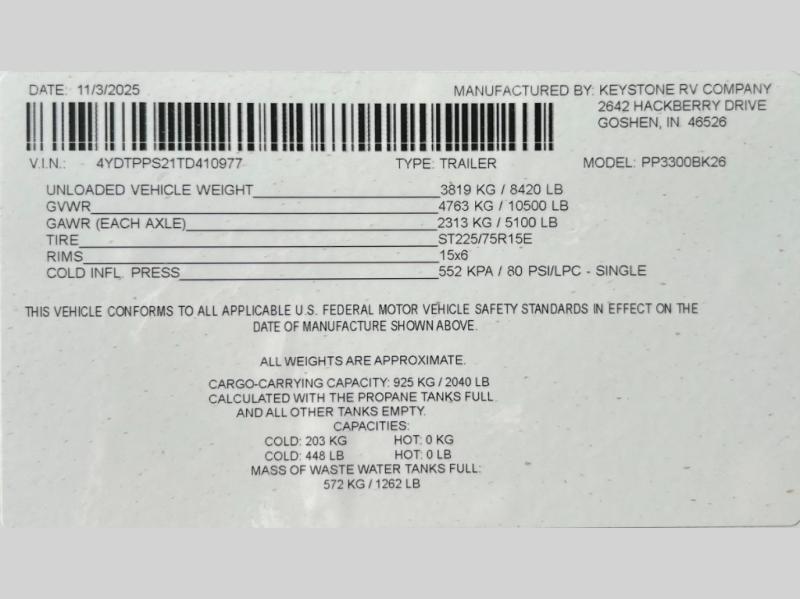 DATE: 11/3/2025 MANUFACTURED BY: KEYSTONE RV COMPANY
2642 HACKBERRY DRIVE
GOSHEN, IN 46526
V.I.N.: 4YDTPPS21TD410977 TYPE: TRAILER MODEL: PP3300BK26
UNLOADED VEHICLE WEIGHT 3819 KG / 8420 LB
GVWR 4763 KG / 10500 LB
GAWR (EACH AXLE) 2313 KG / 5100 LB
TIRE ST225/75R15E
RIMS 15x6
COLD INFL. PRESS 552 KPA / 80 PSI/LPC - SINGLE
THIS VEHICLE CONFORMS TO ALL APPLICABLE U.S. FEDERAL MOTOR VEHICLE SAFETY STANDARDS IN EFFECT ON THE
DATE OF MANUFACTURE SHOWN ABOVE.
ALL WEIGHTS ARE APPROXIMATE.
CARGO-CARRYING CAPACITY: 925 KG / 2040 LB
CALCULATED WITH THE PROPANE TANKS FULL
AND ALL OTHER TANKS EMPTY.
CAPACITIES:
COLD: 203 KG HOT: 0 KG
COLD: 448 LB HOT: 0 LB
MASS OF WASTE WATER TANKS FULL:
572 KG / 1262 LB